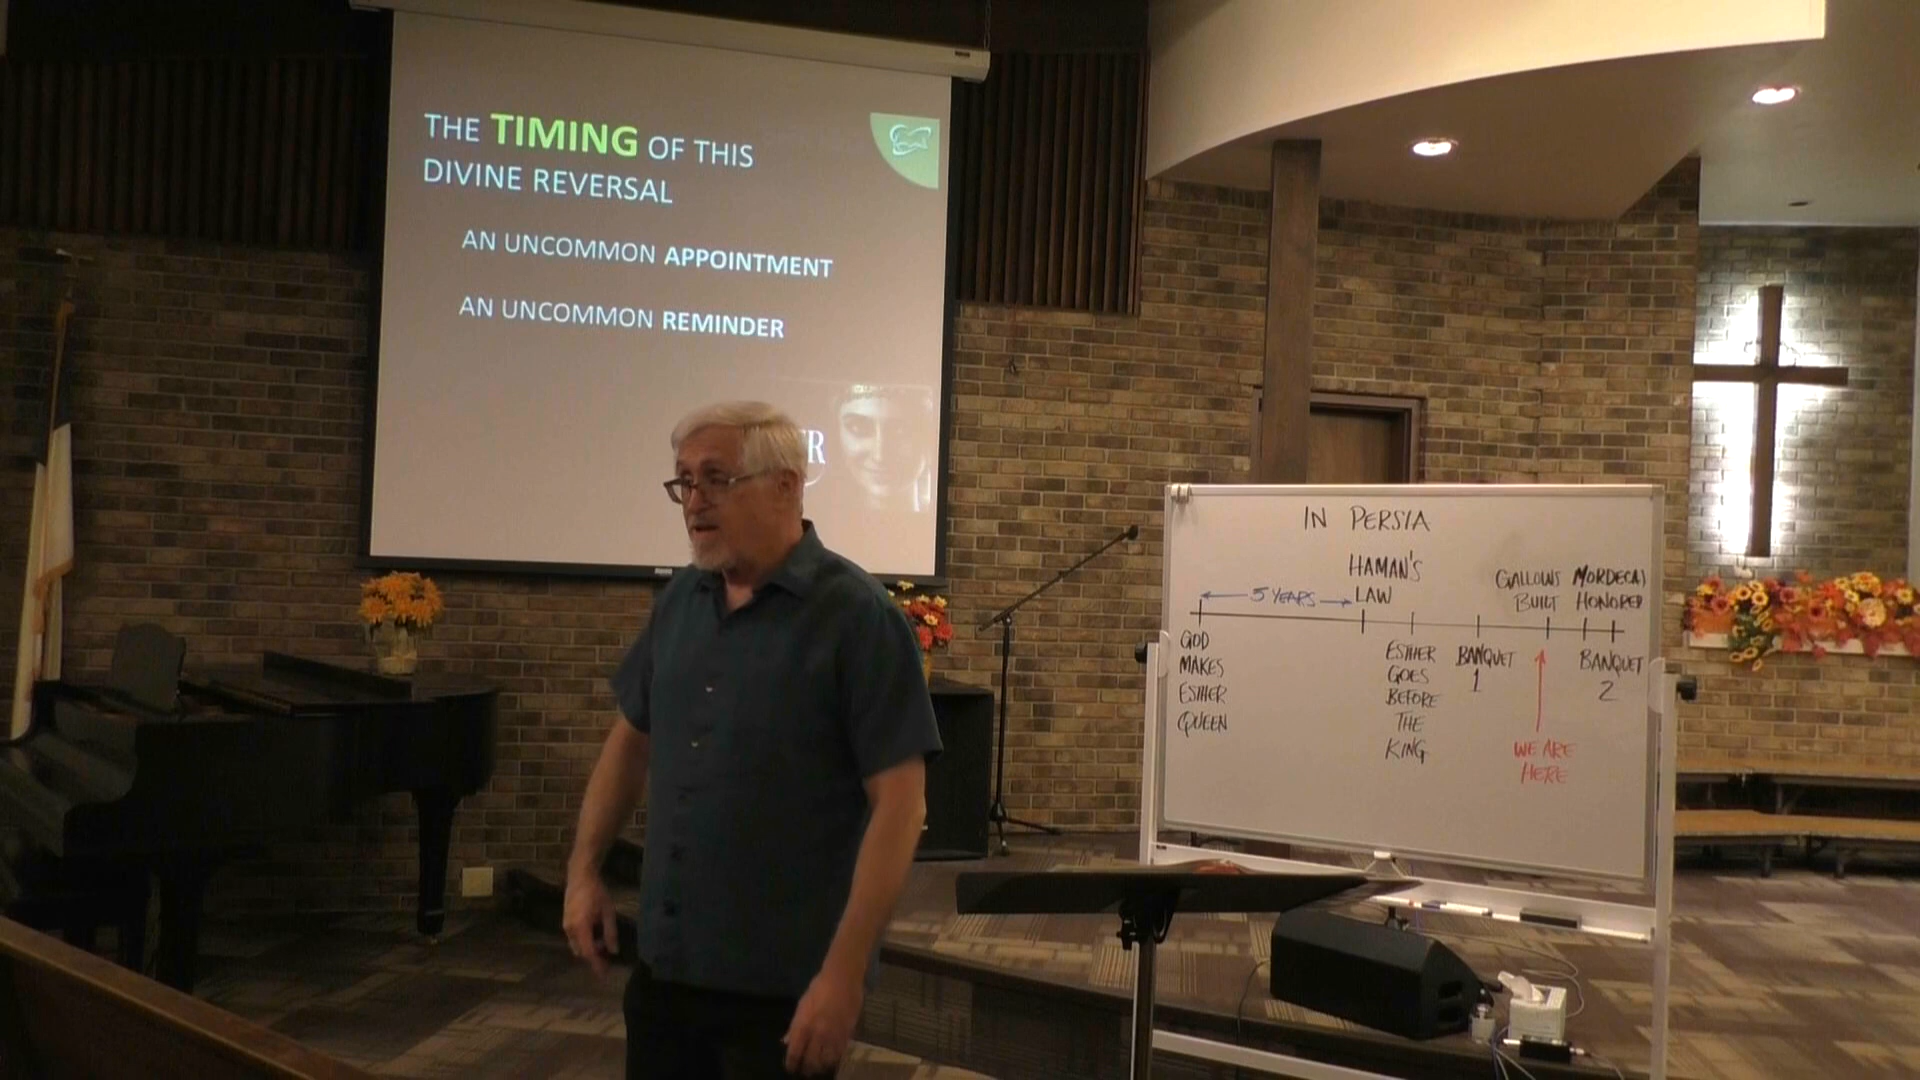 THE TIMING OF THIS
DIVINE REVERSAL
AN UNCOMMON APPOINTMENT
AN UNCOMMON REMINDER
IN PERSIA
HAMAN'S
LAW
5 YEARS
GALLOWS
BUILT
MORDECAI
HONORED
GOD
MAKES
ESTHER
QUEEN
ESTHER
GOES
BEFORE
THE
KING
BANQUET
1
BANQUET
2
WE ARE
HERE